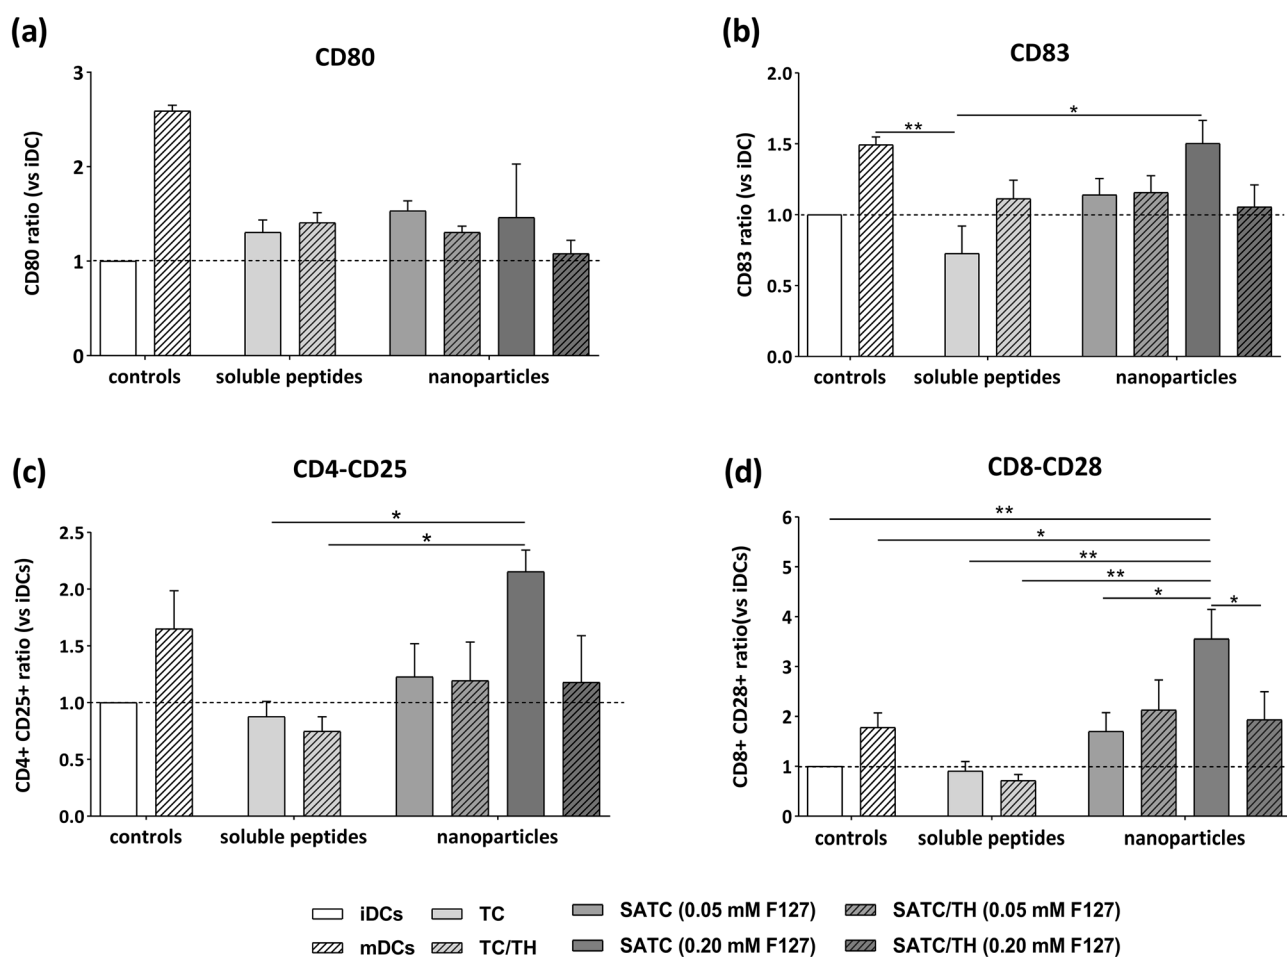 (a)
CD80
CD80 ratio (vs iDC)
3
2
1
0
controls soluble peptides nanoparticles
(b)
CD83
CD83 ratio (vs iDC)
2.0
1.5
1.0
0.5
0.0
**
*
controls soluble peptides nanoparticles
(c)
CD4-CD25
CD4+ CD25+ ratio (vs iDCs)
2.5
2.0
1.5
1.0
0.5
0.0
*
*
controls soluble peptides nanoparticles
(d)
CD8-CD28
CD8+ CD28+ ratio(vs iDCs)
6
5
4
3
2
1
0
**
*
**
**
*
*
controls soluble peptides nanoparticles
iDCs TC SATC (0.05 mM F127) SATC/TH (0.05 mM F127)
mDCs TC/TH SATC (0.20 mM F127) SATC/TH (0.20 mM F127)